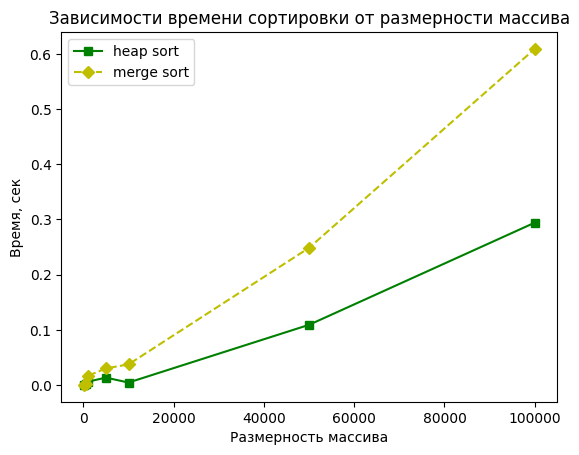 Зависимости времени сортировки от размерности массива
heap sort
merge sort
Время, сек
0.6
0.5
0.4
0.3
0.2
0.1
0.0
0
20000
40000
60000
80000
100000
Размерность массива